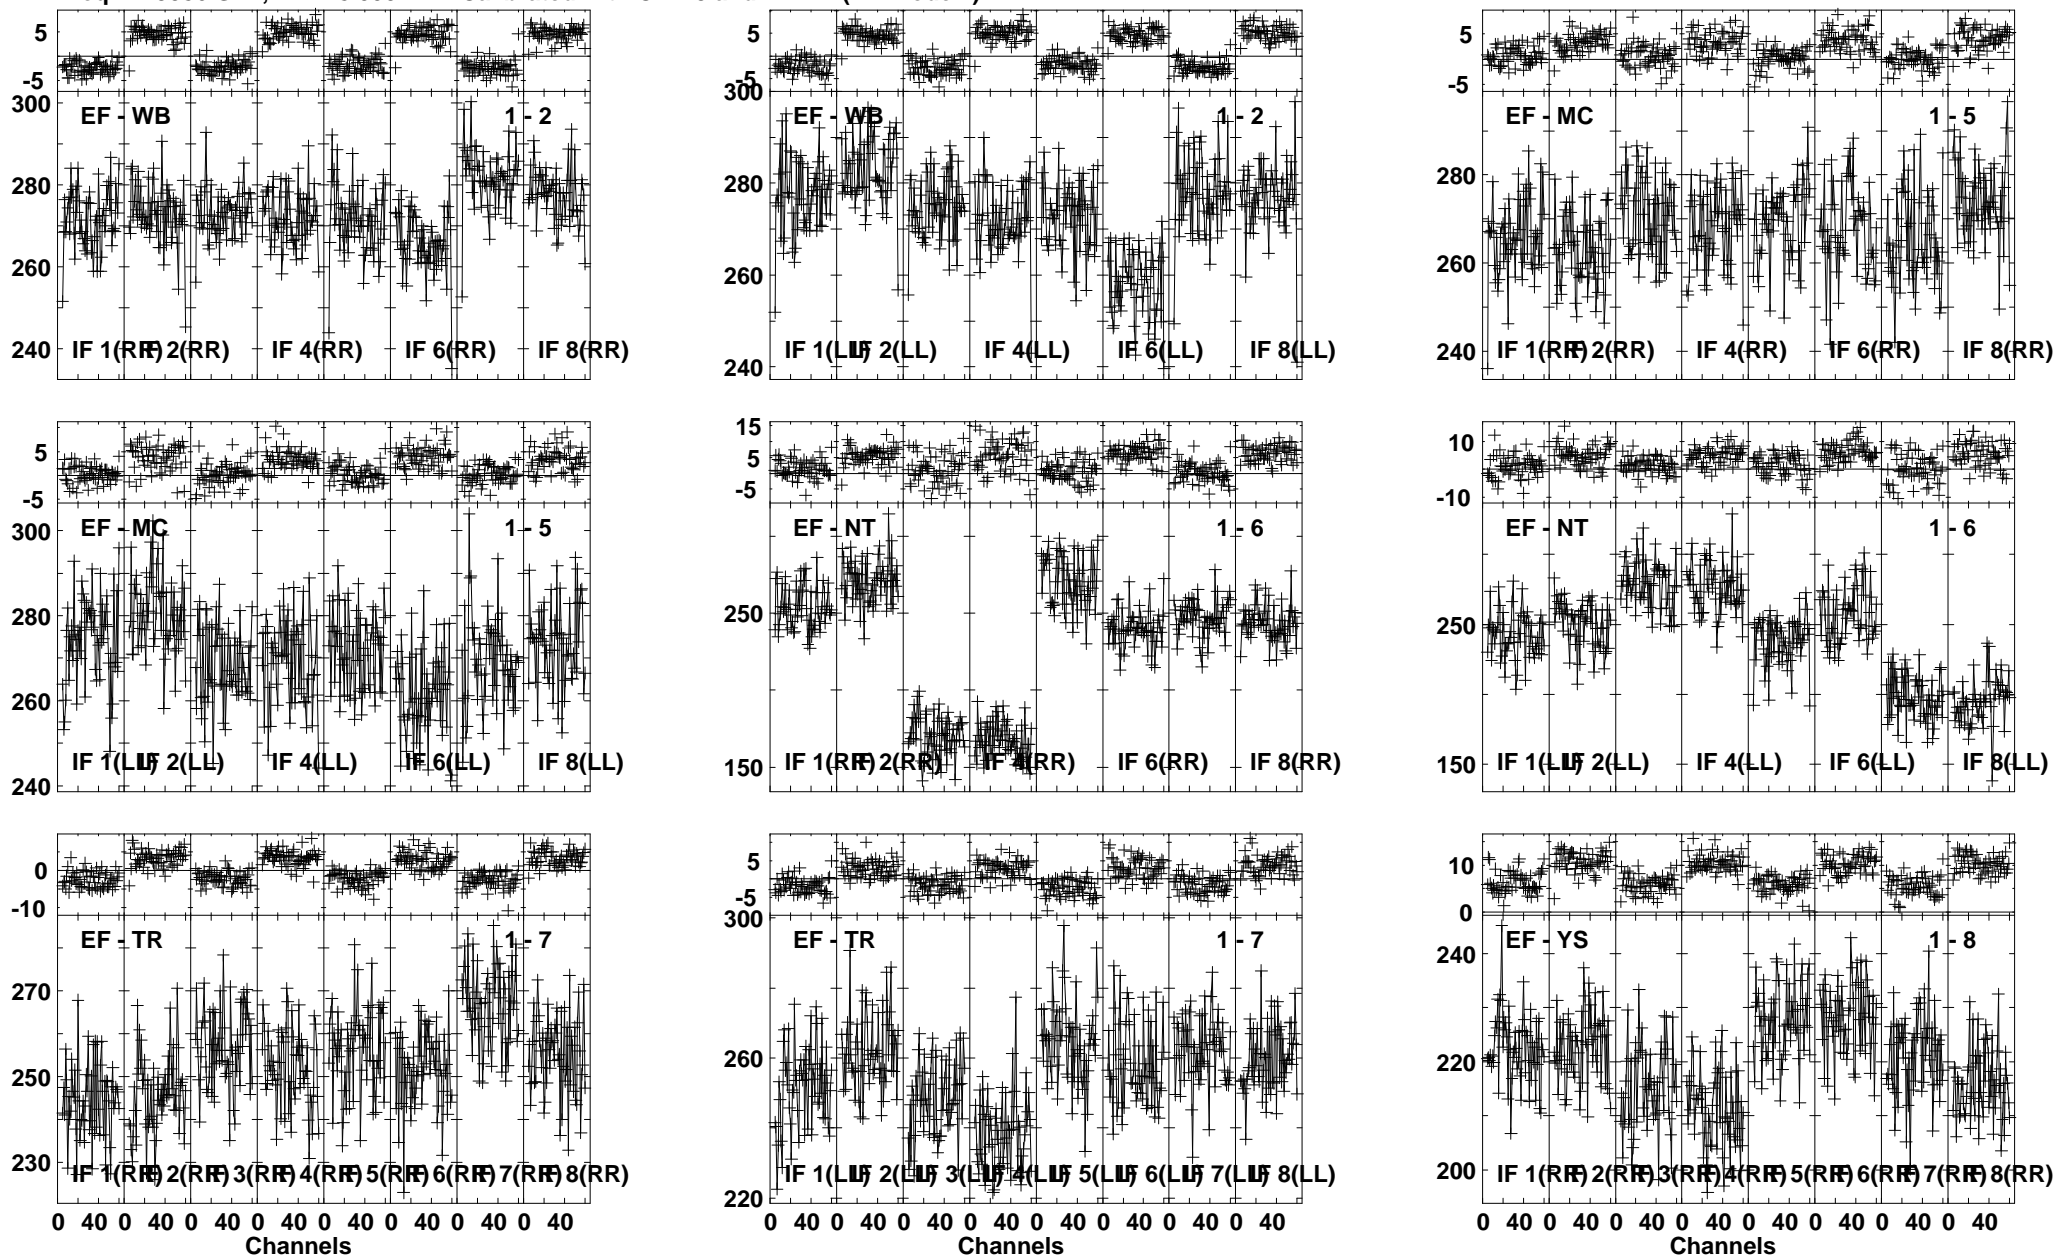 5
-5
300
280
260
240
EF - WB 1 - 2
IF 1(RR) IF 2(RR) IF 4(RR) IF 6(RR) IF 8(RR)
5
-5
300
280
260
240
EF - WB 1 - 2
IF 1(LL) IF 2(LL) IF 4(LL) IF 6(LL) IF 8(LL)
5
-5
280
260
240
EF - MC 1 - 5
IF 1(RR) IF 2(RR) IF 4(RR) IF 6(RR) IF 8(RR)
5
-5
300
280
260
240
EF - MC 1 - 5
IF 1(LL) IF 2(LL) IF 4(LL) IF 6(LL) IF 8(LL)
15
5
-5
250
150
EF - NT 1 - 6
IF 1(RR) IF 2(RR) IF 4(RR) IF 6(RR) IF 8(RR)
10
-10
250
150
EF - NT 1 - 6
IF 1(LL) IF 2(LL) IF 4(LL) IF 6(LL) IF 8(LL)
0
-10
270
250
230
EF - TR 1 - 7
IF 1(RR) IF 2(RR) IF 3(RR) IF 4(RR) IF 5(RR) IF 6(RR) IF 7(RR) IF 8(RR)
0 40 0 40 0 40 0 40 0 40 0 40 0 40 0 40
Channels
5
-5
300
260
220
EF - TR 1 - 7
IF 1(LL) IF 2(LL) IF 3(LL) IF 4(LL) IF 5(LL) IF 6(LL) IF 7(LL) IF 8(LL)
0 40 0 40 0 40 0 40 0 40 0 40 0 40 0 40
Channels
10
0
240
220
200
EF - YS 1 - 8
IF 1(RR) IF 2(RR) IF 3(RR) IF 4(RR) IF 5(RR) IF 6(RR) IF 7(RR) IF 8(RR)
0 40 0 40 0 40 0 40 0 40 0 40 0 40 0 40
Channels